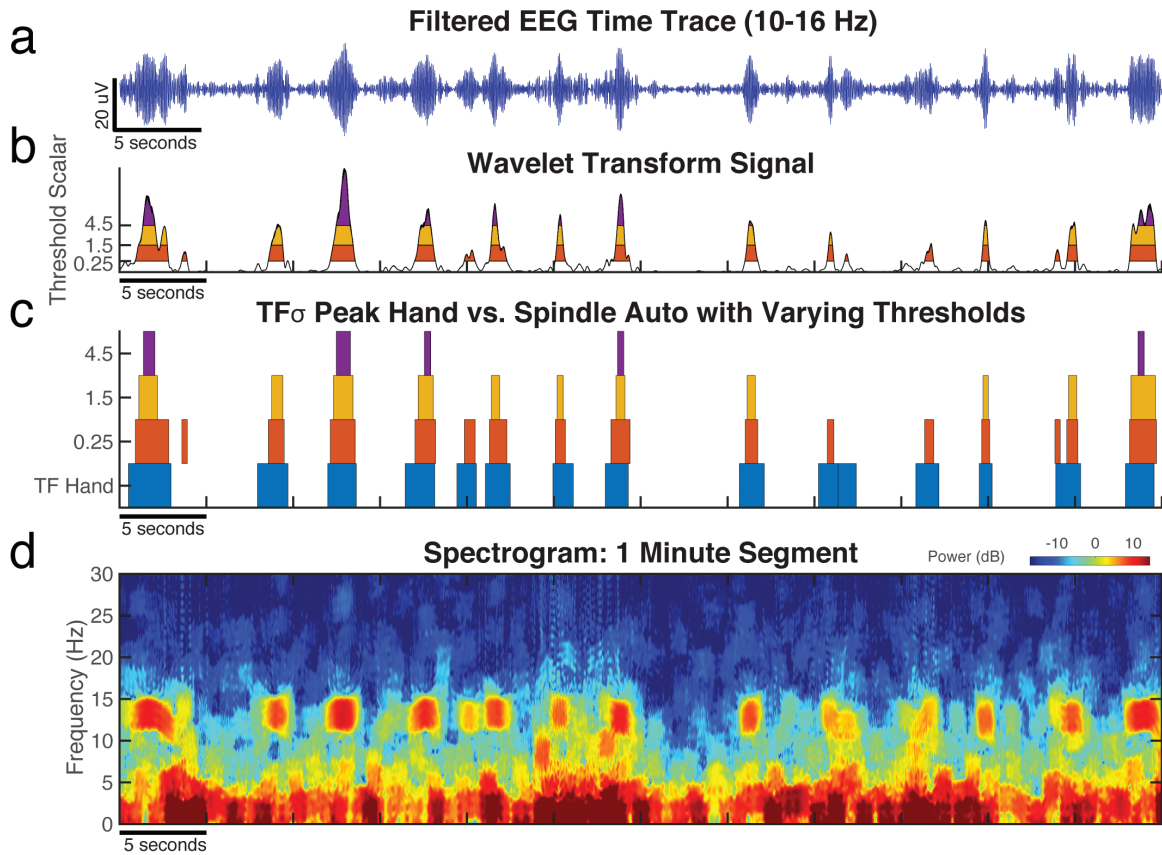 a
Filtered EEG Time Trace (10-16 Hz)
20 uV
5 seconds
b
Wavelet Transform Signal
Threshold Scalar
4.5
1.5
0.25
5 seconds
c
TFσ Peak Hand vs. Spindle Auto with Varying Thresholds
4.5
1.5
0.25
TF Hand
5 seconds
d
Spectrogram: 1 Minute Segment
Power (dB)
-10 0 10
Frequency (Hz)
30
25
20
15
10
5
0
5 seconds